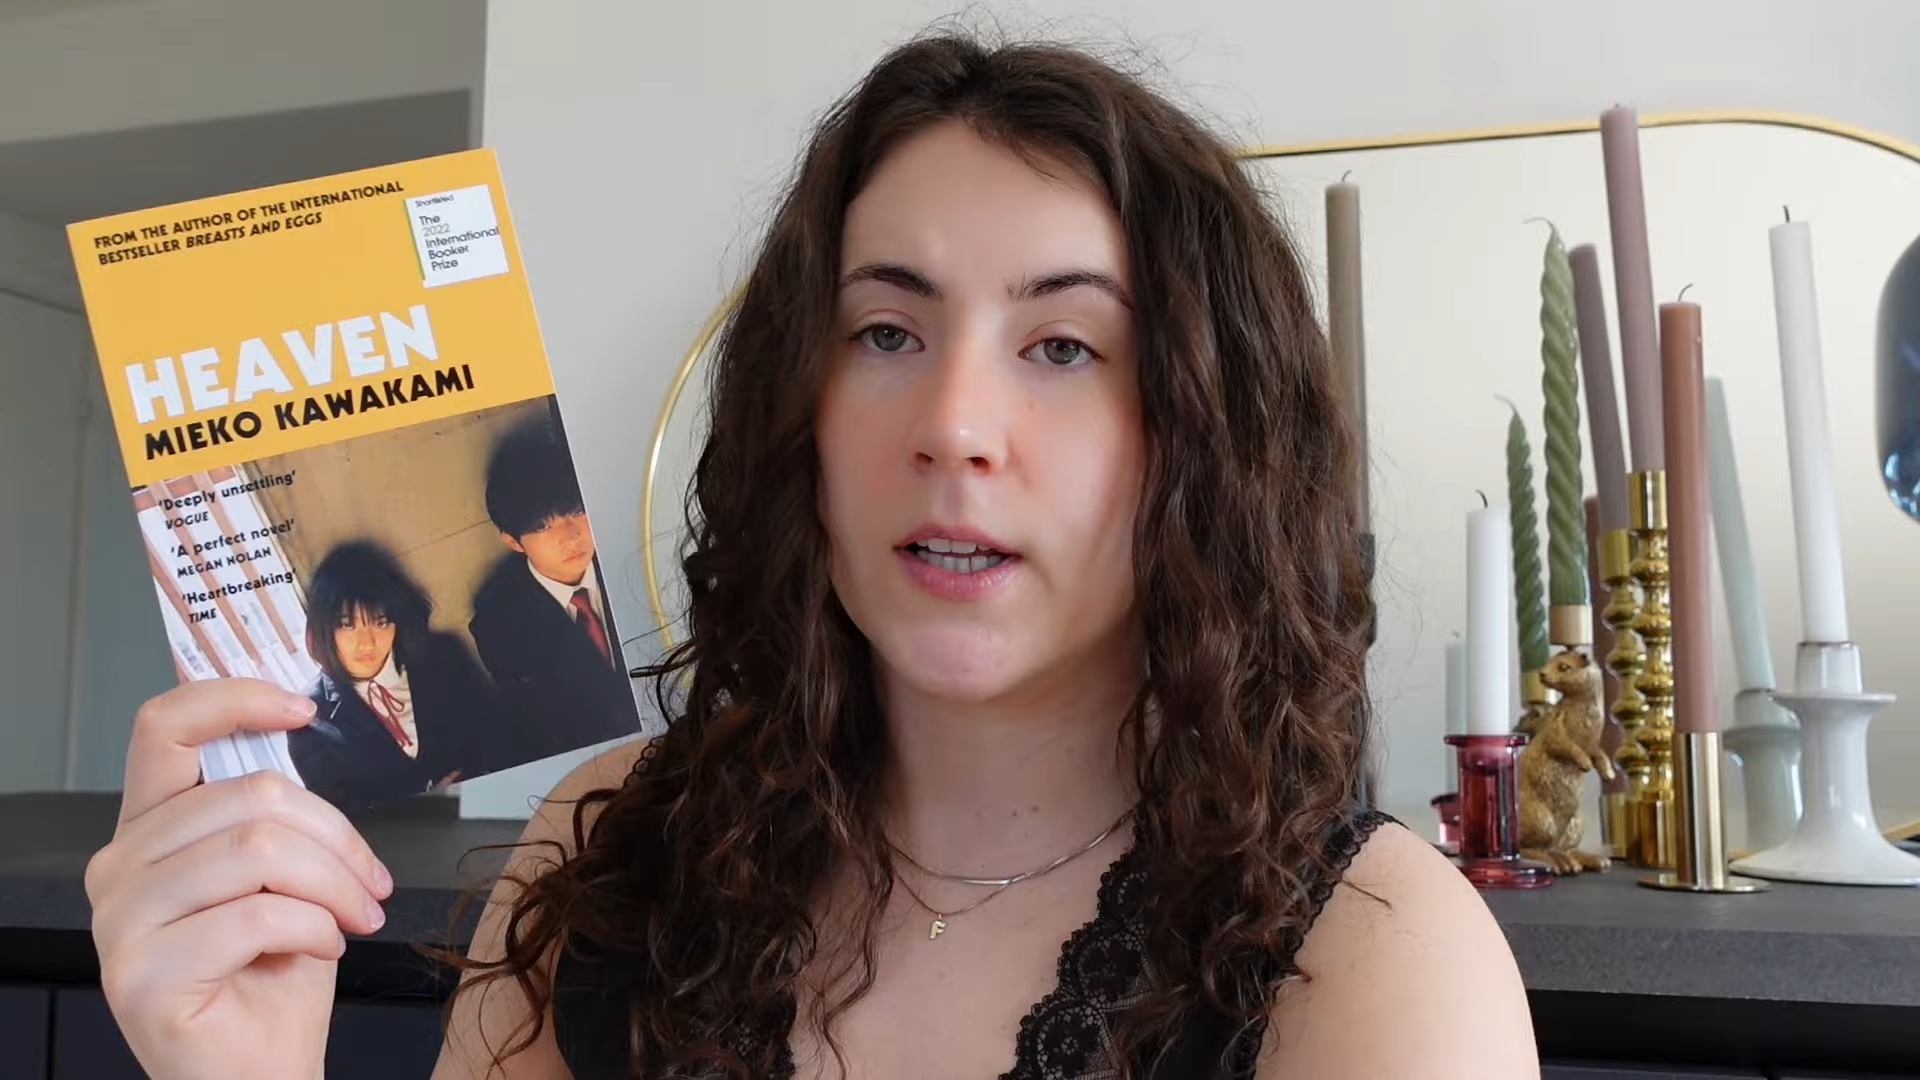 FROM THE AUTHOR OF THE INTERNATIONAL
BESTSELLER BREASTS AND EGGS
Shortlisted
The
2022
International
Booker
Prize
HEAVEN
MIEKO KAWAKAMI
'Deeply unsettling'
VOGUE
'A perfect novel'
MEGAN NOLAN
'Heartbreaking'
TIME
F